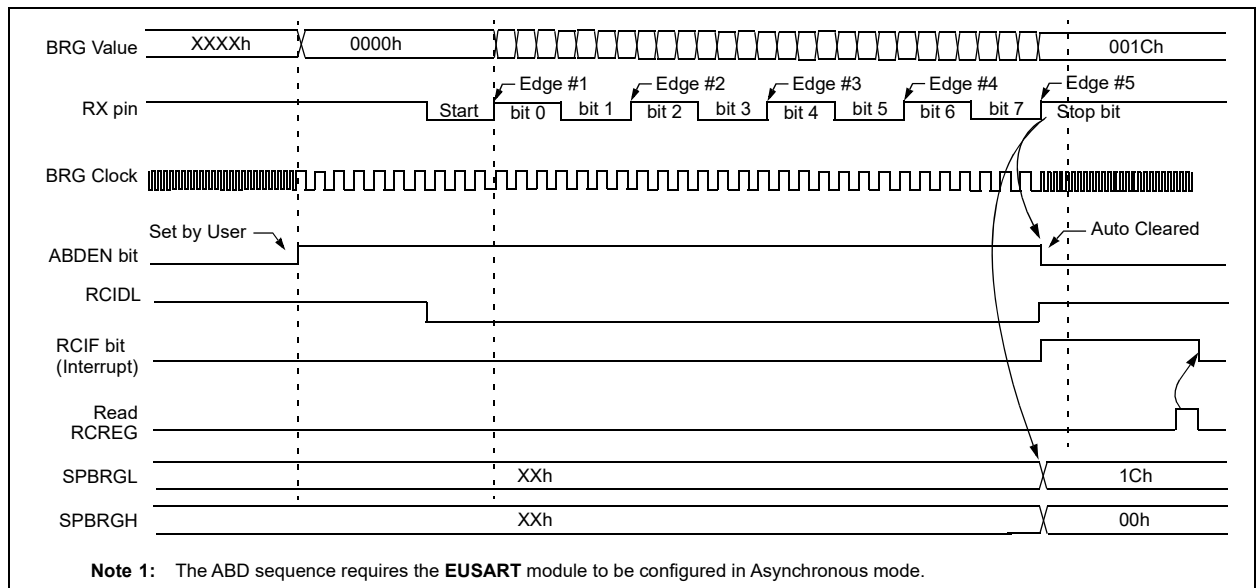 BRG Value XXXXh 0000h 001Ch
Edge #1 Edge #2 Edge #3 Edge #4 Edge #5
RX pin Start bit 0 bit 1 bit 2 bit 3 bit 4 bit 5 bit 6 bit 7 Stop bit
BRG Clock
Set by User Auto Cleared
ABDEN bit
RCIDL
RCIF bit
(Interrupt)
Read
RCREG
SPBRGL XXh 1Ch
SPBRGH XXh 00h
Note 1: The ABD sequence requires the EUSART module to be configured in Asynchronous mode.